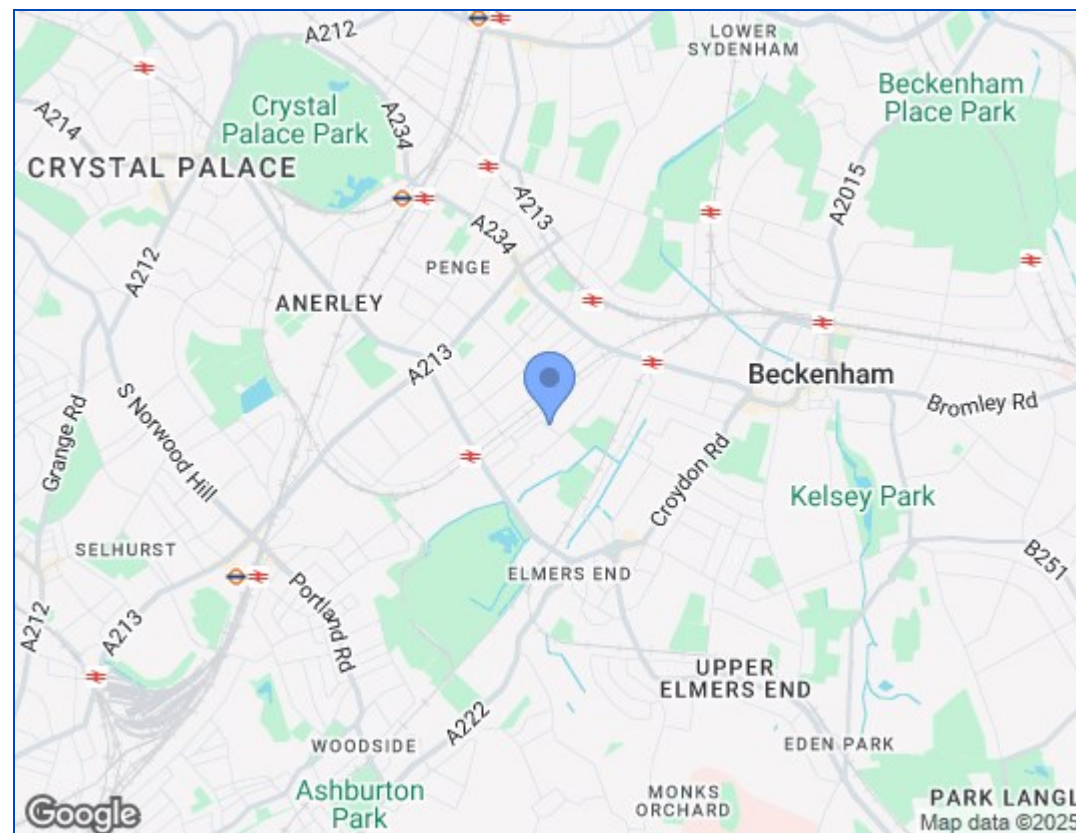 A212
LOWER
SYDENHAM
Beckenham
Place Park
Crystal
Palace Park
A214
A234
CRYSTAL PALACE
A213
A2015
A234
A212
PENGE
ANERLEY
A213
Beckenham
Bromley Rd
Grange Rd
S Norwood Hill
Croydon Rd
Kelsey Park
SELHURST
ELMERS END
B251
A212
A213
Portland Rd
UPPER
ELMERS END
A222
WOODSIDE
EDEN PARK
Ashburton
Park
MONKS
ORCHARD
PARK LANGL
Google
Map data ©2025